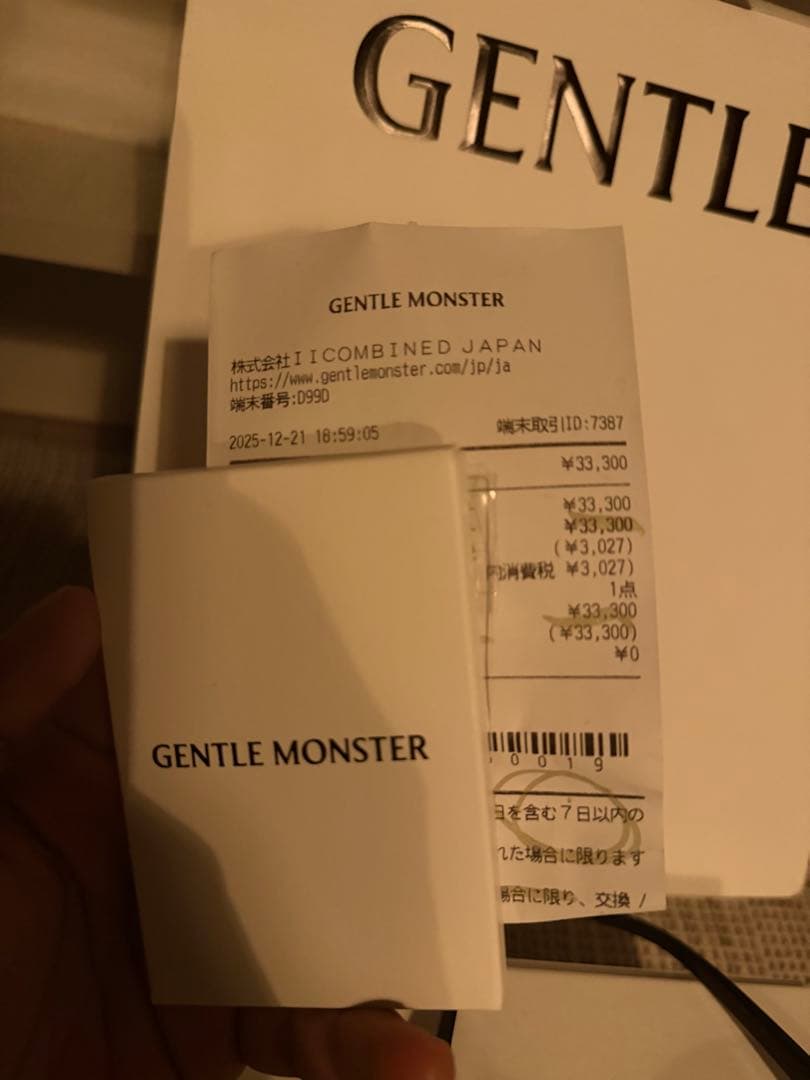 GENTLE
GENTLE MONSTER
株式会社ＩＩCOMBINED JAPAN
https://www.gentlemonster.com/jp/ja
端末番号:D99D
2025-12-21 18:59:05 端末取引ID:7387
¥33,300
¥33,300
¥33,300
(¥3,027)
消費税 ¥3,027)
1点
¥33,300
(¥33,300)
¥0
0019
日を含む7日以内の
れた場合に限ります
場合に限り、交換 /
GENTLE MONSTER